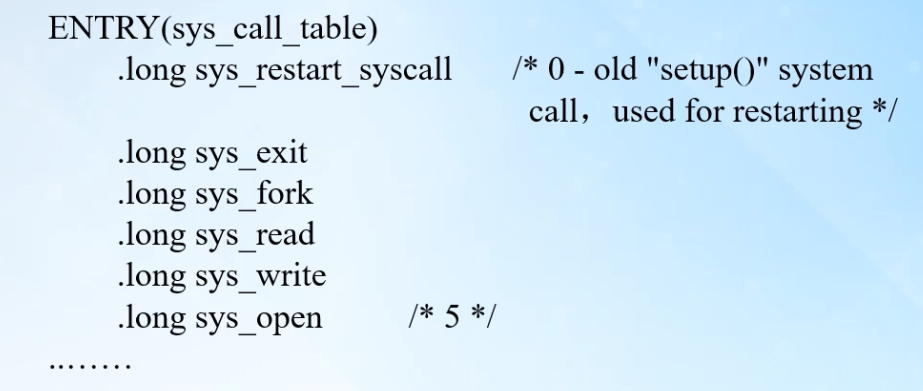 ENTRY(sys_call_table)
.long sys_restart_syscall /* 0 - old "setup()" system
call，used for restarting */
.long sys_exit
.long sys_fork
.long sys_read
.long sys_write
.long sys_open /* 5 */
........